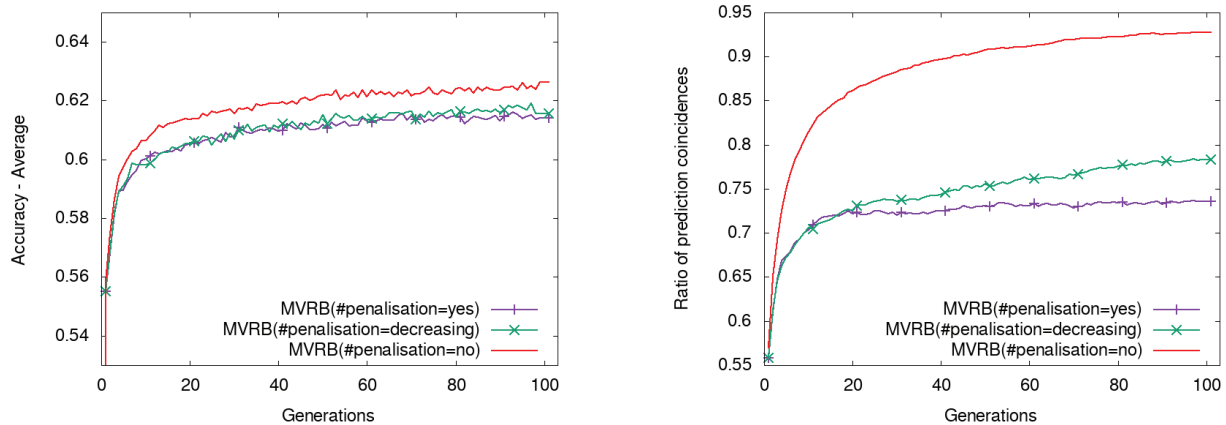 0.64
0.62
0.6
0.58
0.56
0.54
Accuracy - Average
0 20 40 60 80 100
Generations
MVRB(#penalisation=yes)
MVRB(#penalisation=decreasing)
MVRB(#penalisation=no)
0.95
0.9
0.85
0.8
0.75
0.7
0.65
0.6
0.55
Ratio of prediction coincidences
0 20 40 60 80 100
Generations
MVRB(#penalisation=yes)
MVRB(#penalisation=decreasing)
MVRB(#penalisation=no)